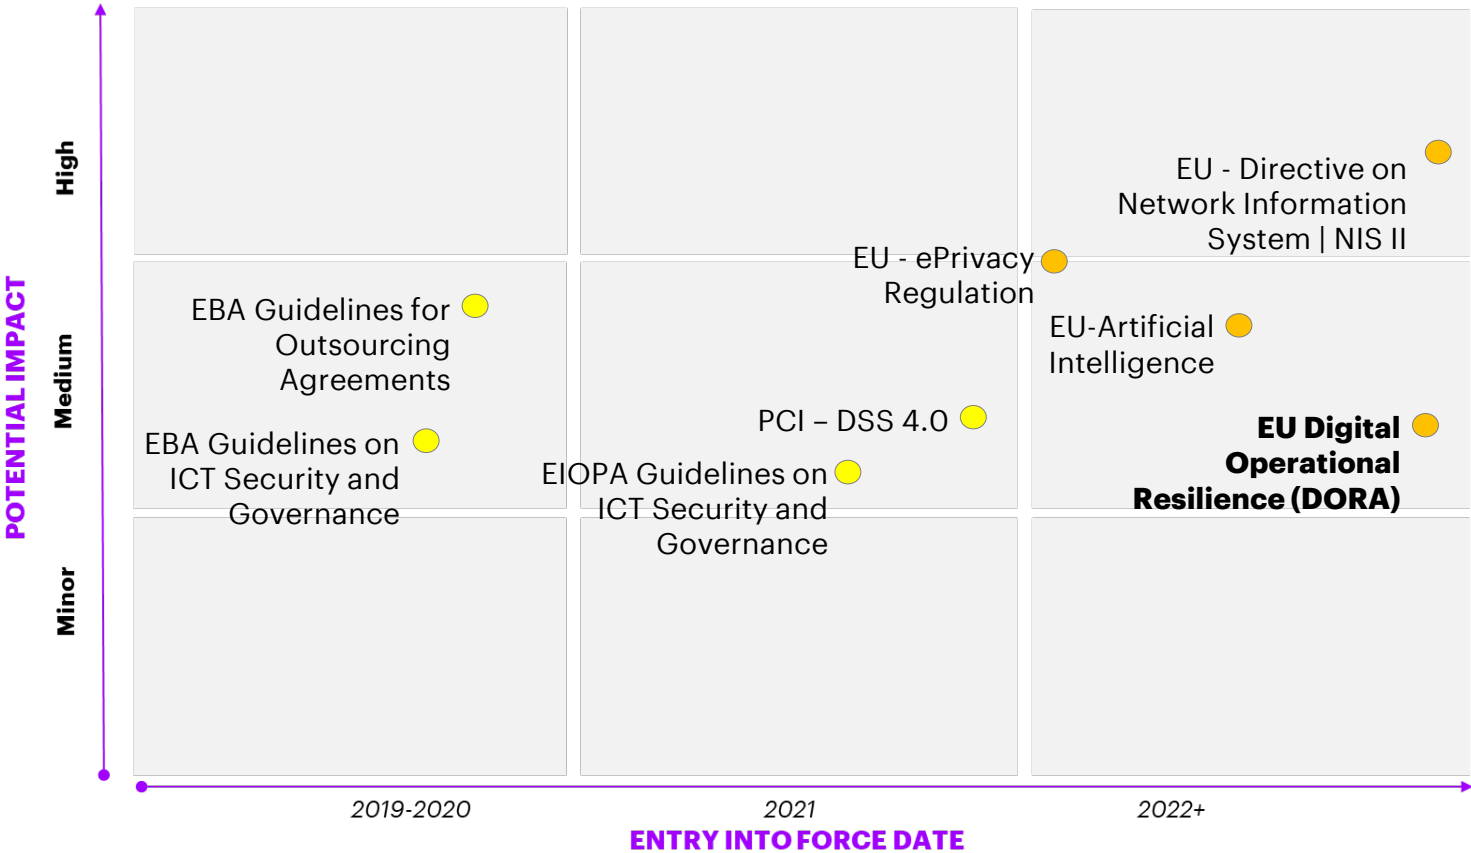 POTENTIAL IMPACT
High
Medium
Minor
EU - Directive on
Network Information
System | NIS II
EU - ePrivacy
Regulation
EBA Guidelines for
Outsourcing
Agreements
EU-Artificial
Intelligence
PCI – DSS 4.0
EU Digital
Operational
Resilience (DORA)
EBA Guidelines on
ICT Security and
Governance
EIOPA Guidelines on
ICT Security and
Governance
2019-2020
2021
2022+
ENTRY INTO FORCE DATE